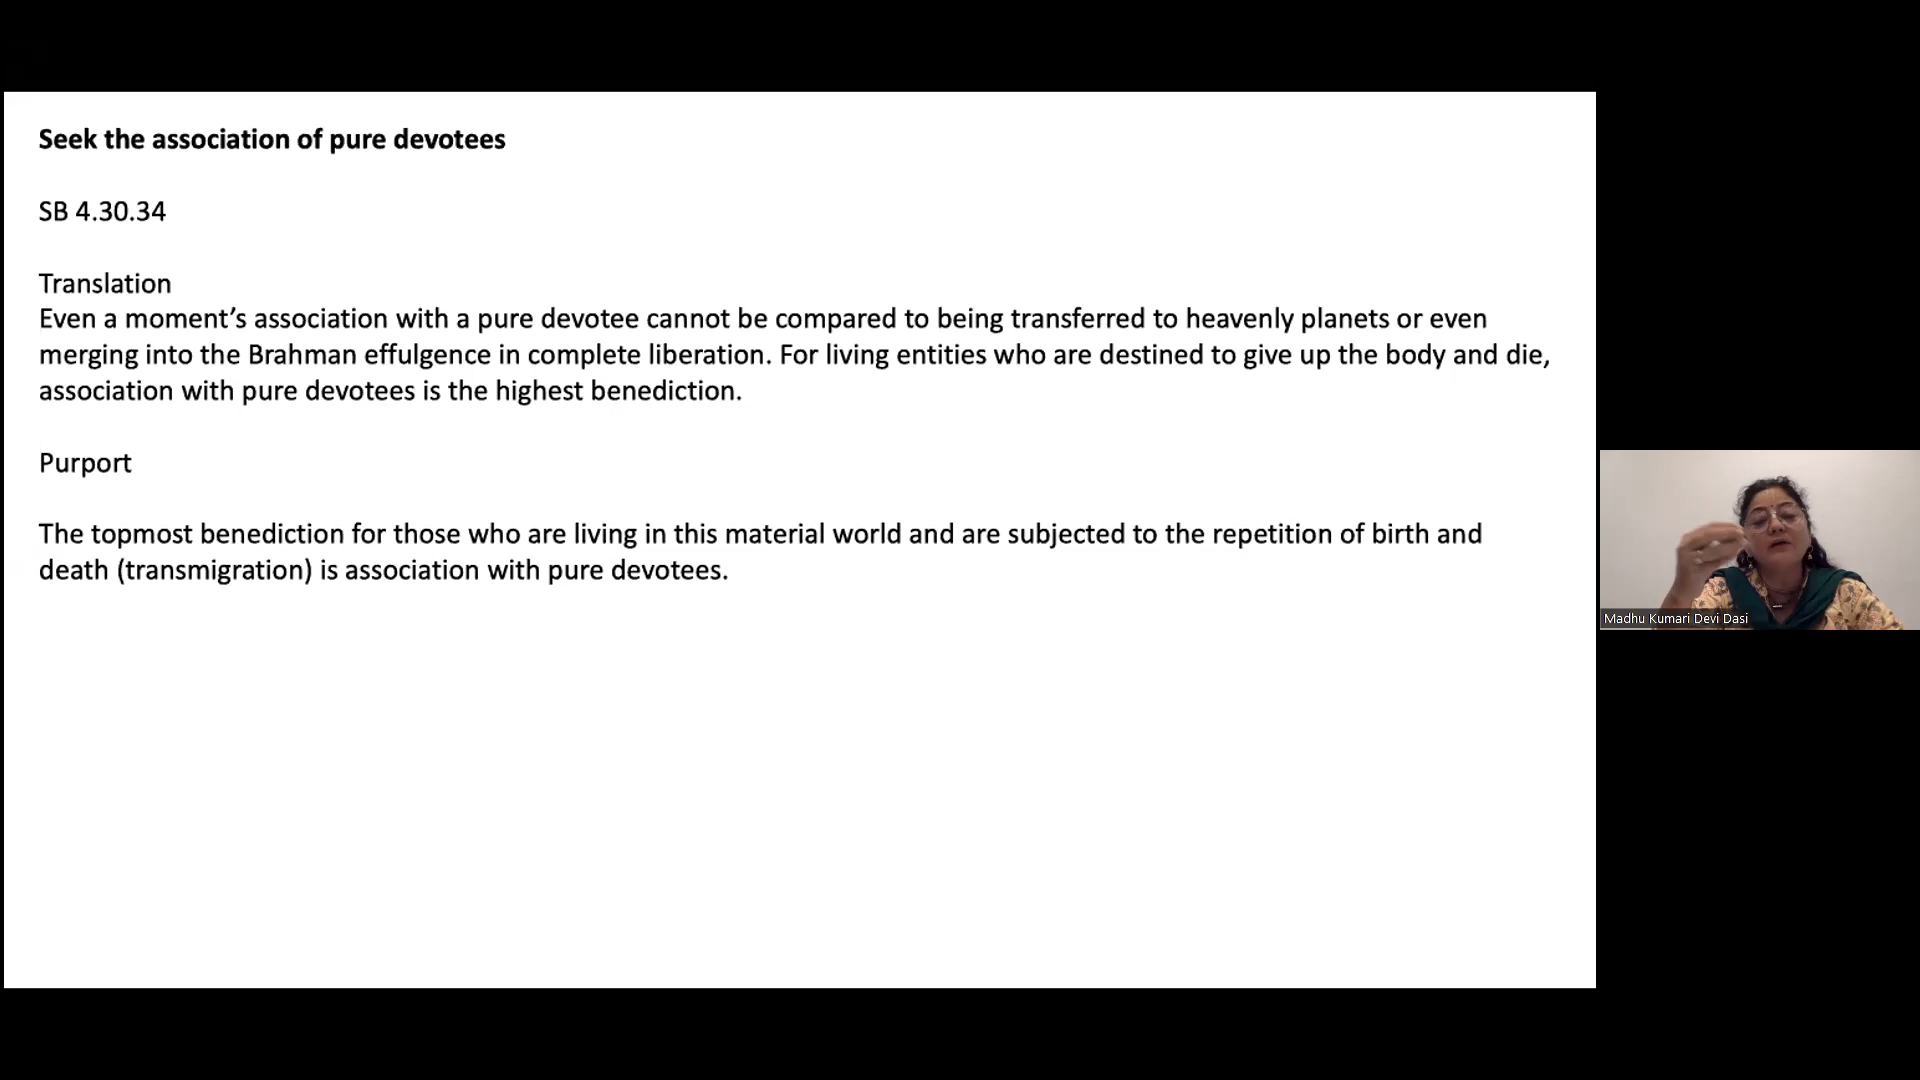 Seek the association of pure devotees
SB 4.30.34
Translation
Even a moment’s association with a pure devotee cannot be compared to being transferred to heavenly planets or even
merging into the Brahman effulgence in complete liberation. For living entities who are destined to give up the body and die,
association with pure devotees is the highest benediction.
Purport
The topmost benediction for those who are living in this material world and are subjected to the repetition of birth and
death (transmigration) is association with pure devotees.
Madhu Kumari Devi Dasi